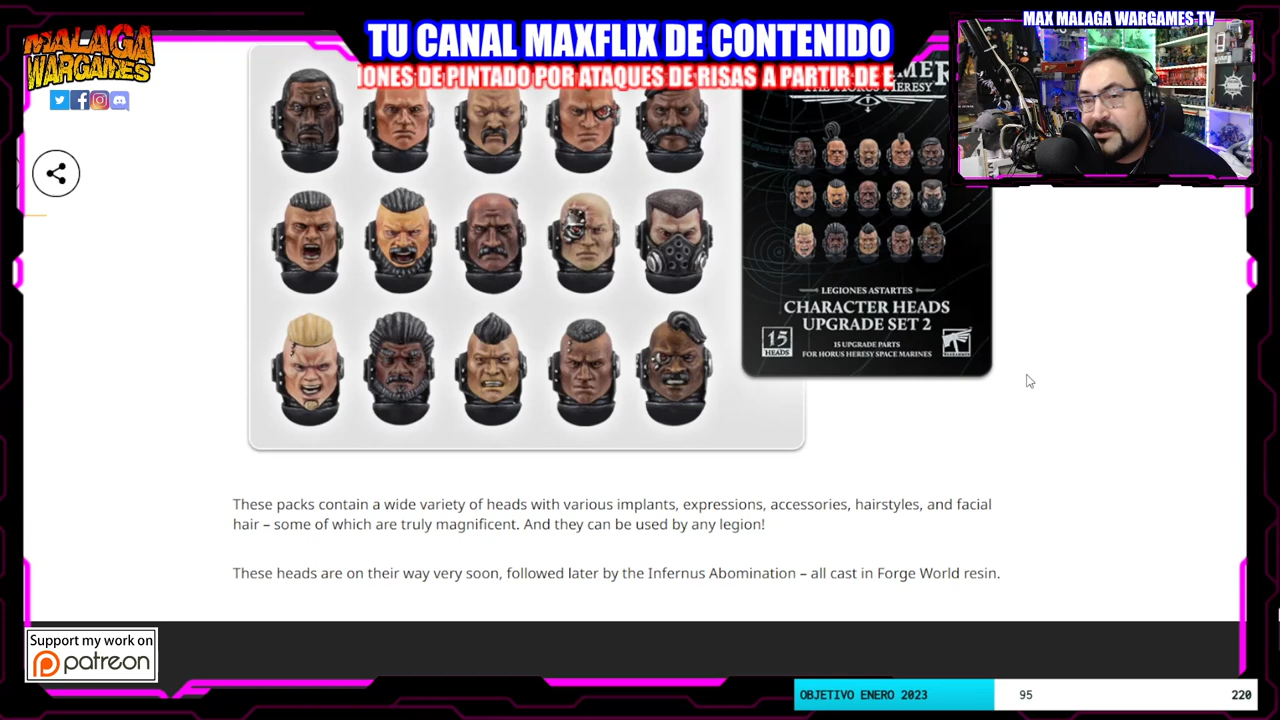 MALAGA
WARGAMES
TU CANAL MAXFLIX DE CONTENIDO
IONES DE PINTADO POR ATAQUES DE RISAS A PARTIR DE E
MAX MALAGA WARGAMES TV
THE HORUS HERESY
LEGIONES ASTARTES
CHARACTER HEADS
UPGRADE SET 2
15
HEADS
15 UPGRADE PARTS
FOR HORUS HERESY SPACE MARINES
These packs contain a wide variety of heads with various implants, expressions, accessories, hairstyles, and facial
hair – some of which are truly magnificent. And they can be used by any legion!
These heads are on their way very soon, followed later by the Infernus Abomination – all cast in Forge World resin.
Support my work on
patreon
OBJETIVO ENERO 2023 95 220